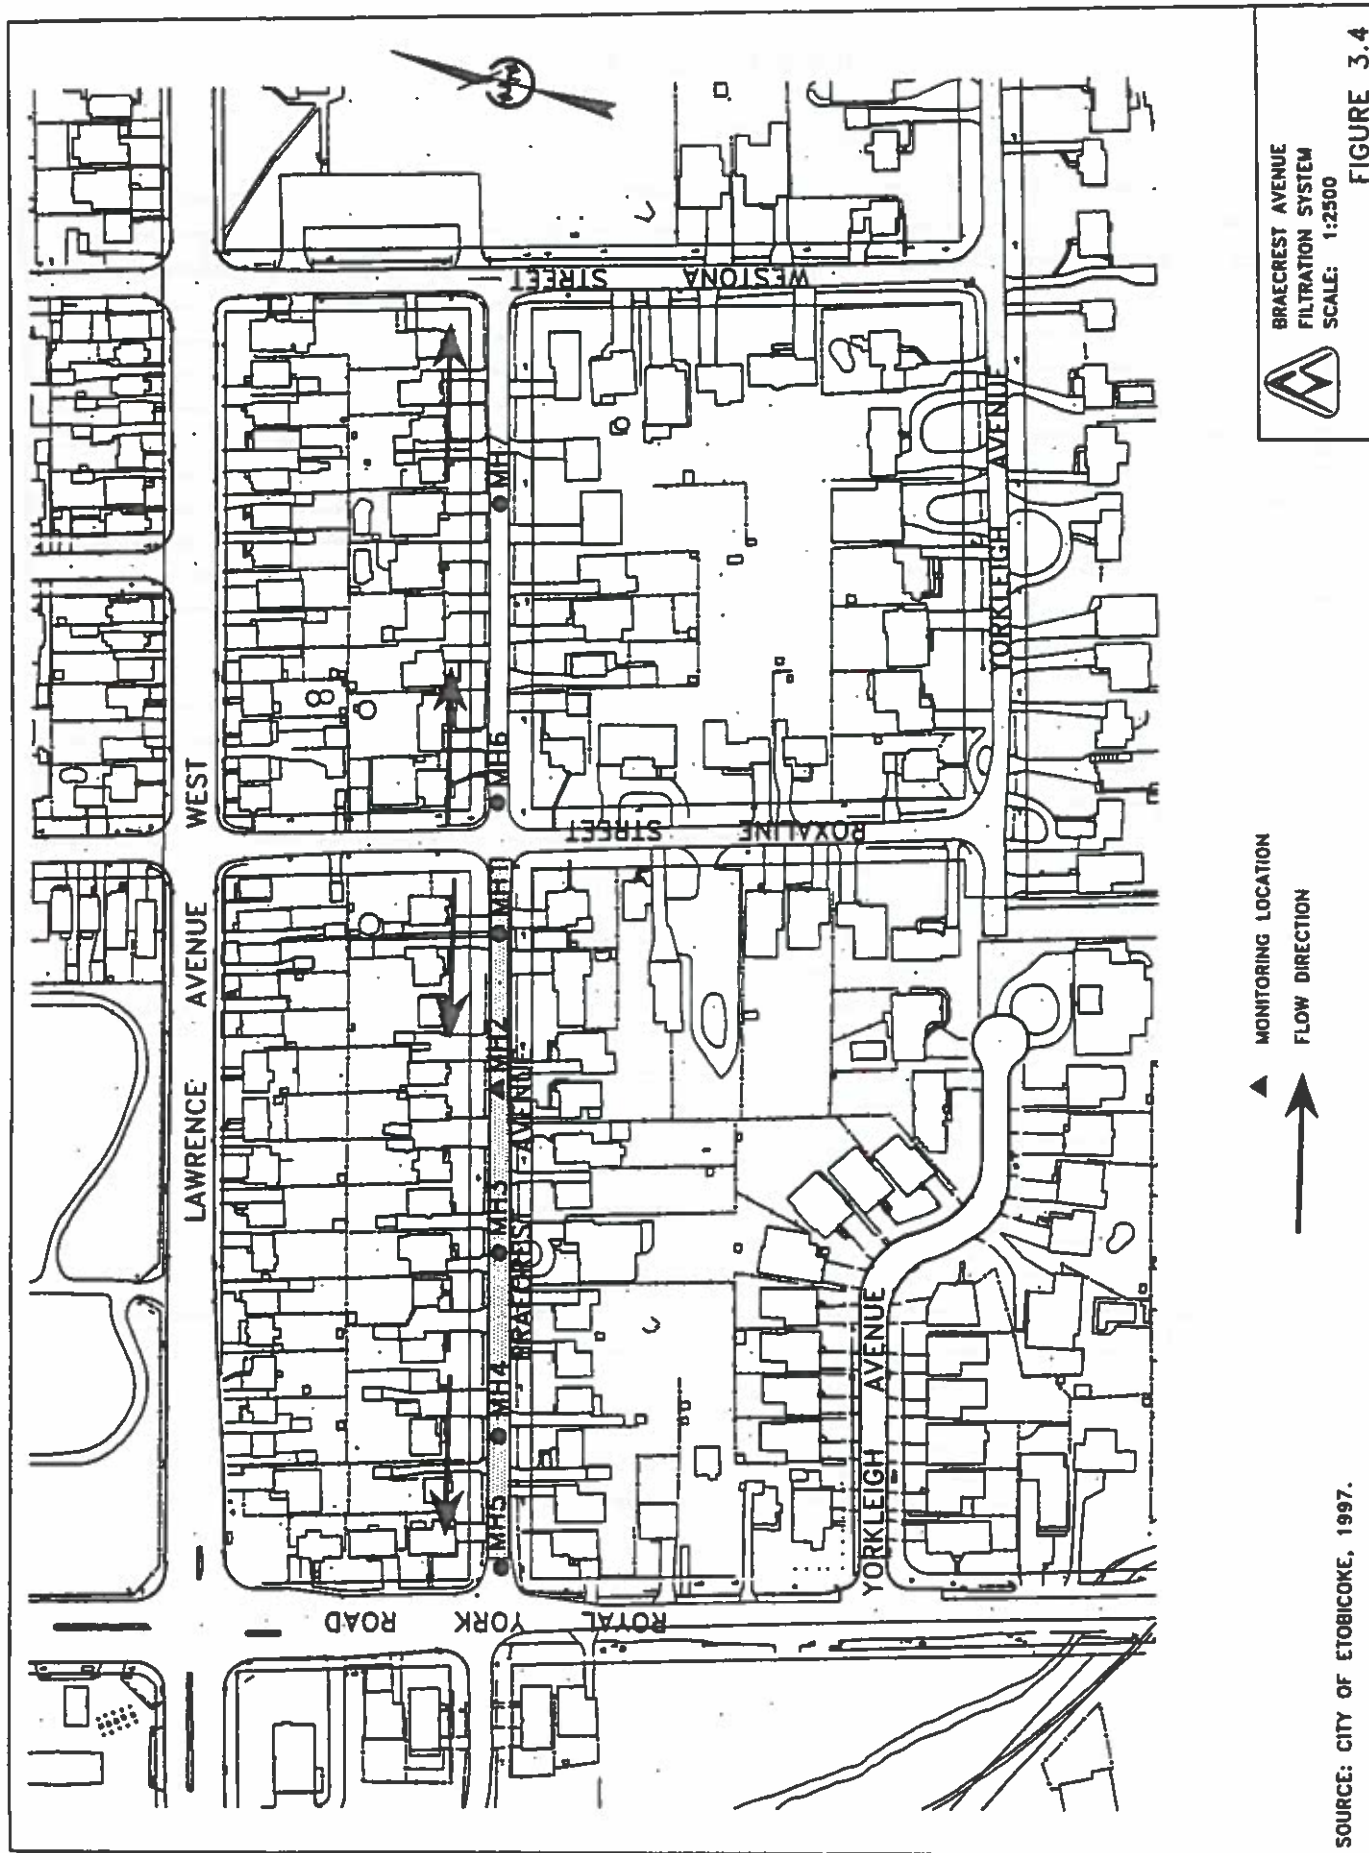 LAWRENCE AVENUE WEST
ROYAL YORK ROAD
MH5
MH4
MH3
MH2
MH1
MH6
MH
BRAECREST AVENUE
ROXALINE STREET
WESTONA STREET
YORKLEIGH AVENUE
YORKLEIGH AVENUE
▲ MONITORING LOCATION
FLOW DIRECTION
SOURCE: CITY OF ETOBICOKE, 1997.
BRAECREST AVENUE
FILTRATION SYSTEM
SCALE: 1:2500
FIGURE 3.4